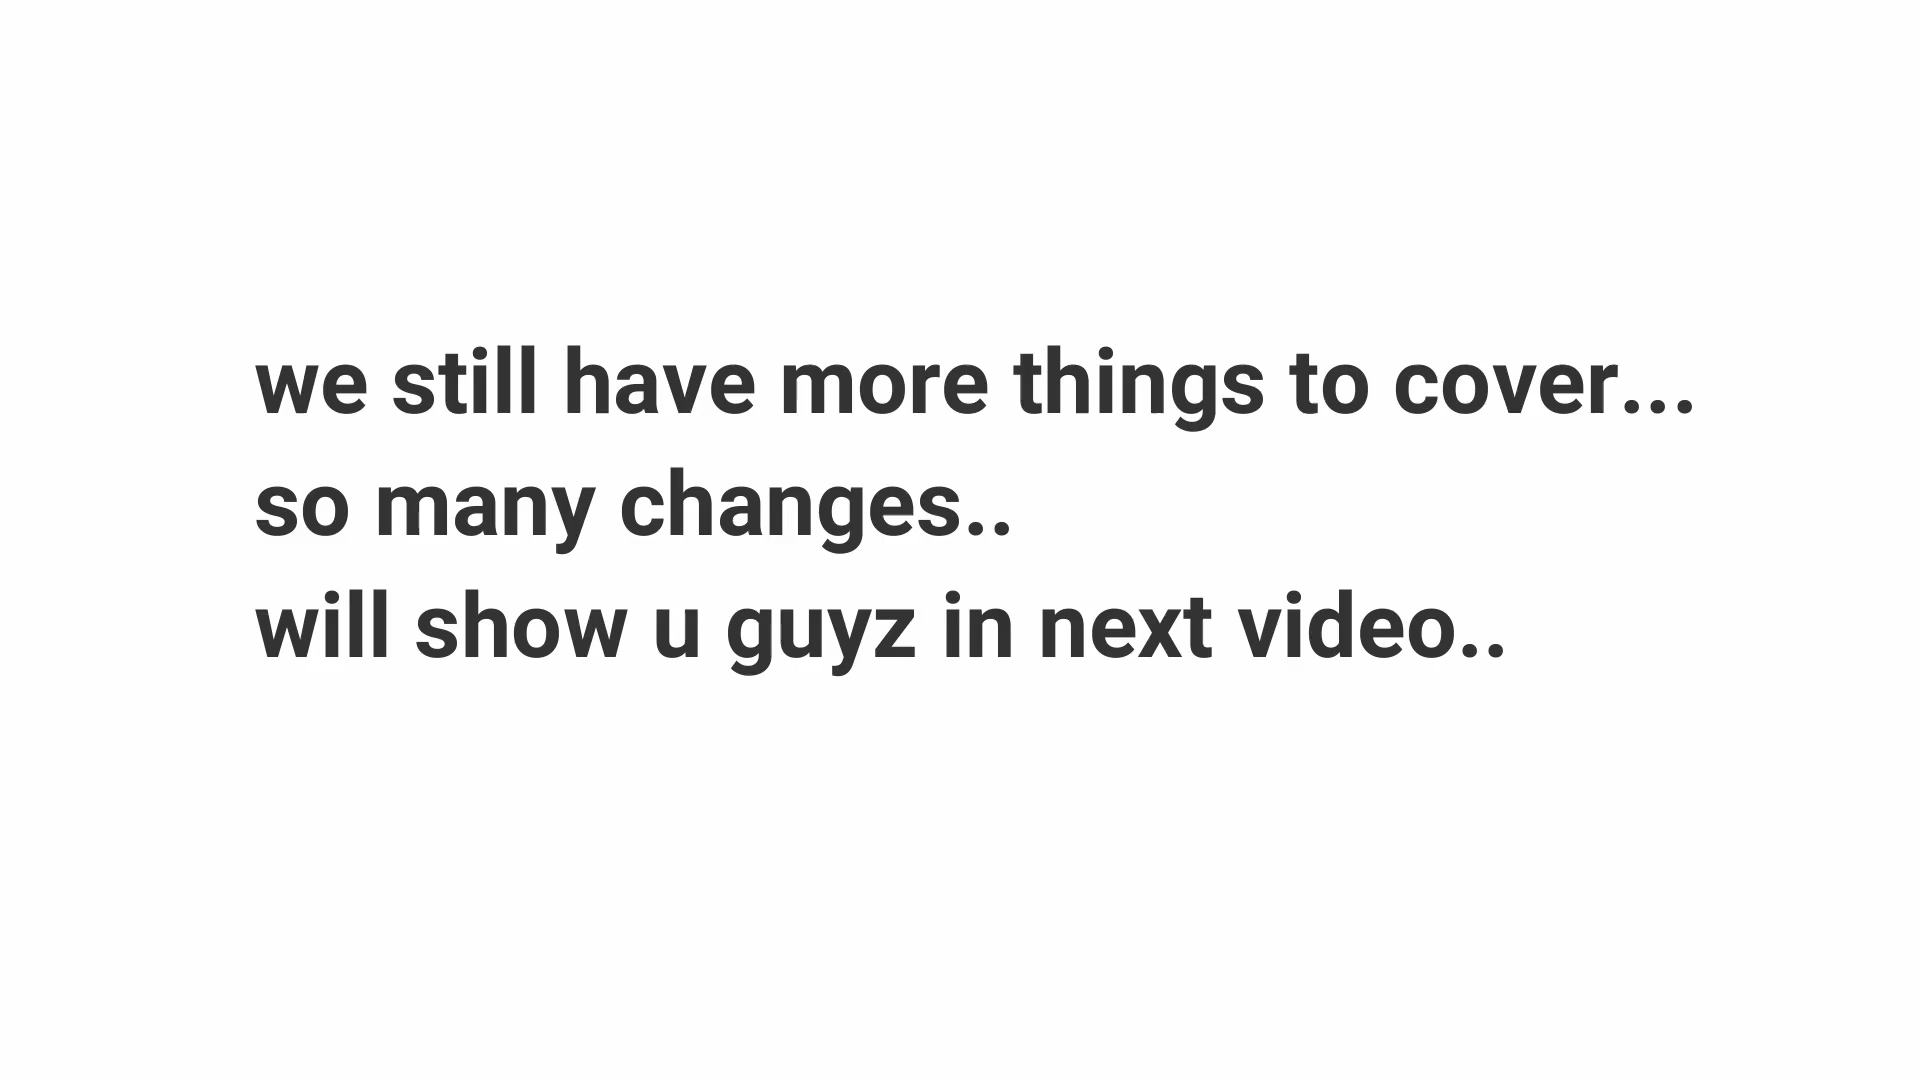 we still have more things to cover...
so many changes..
will show u guyz in next video..